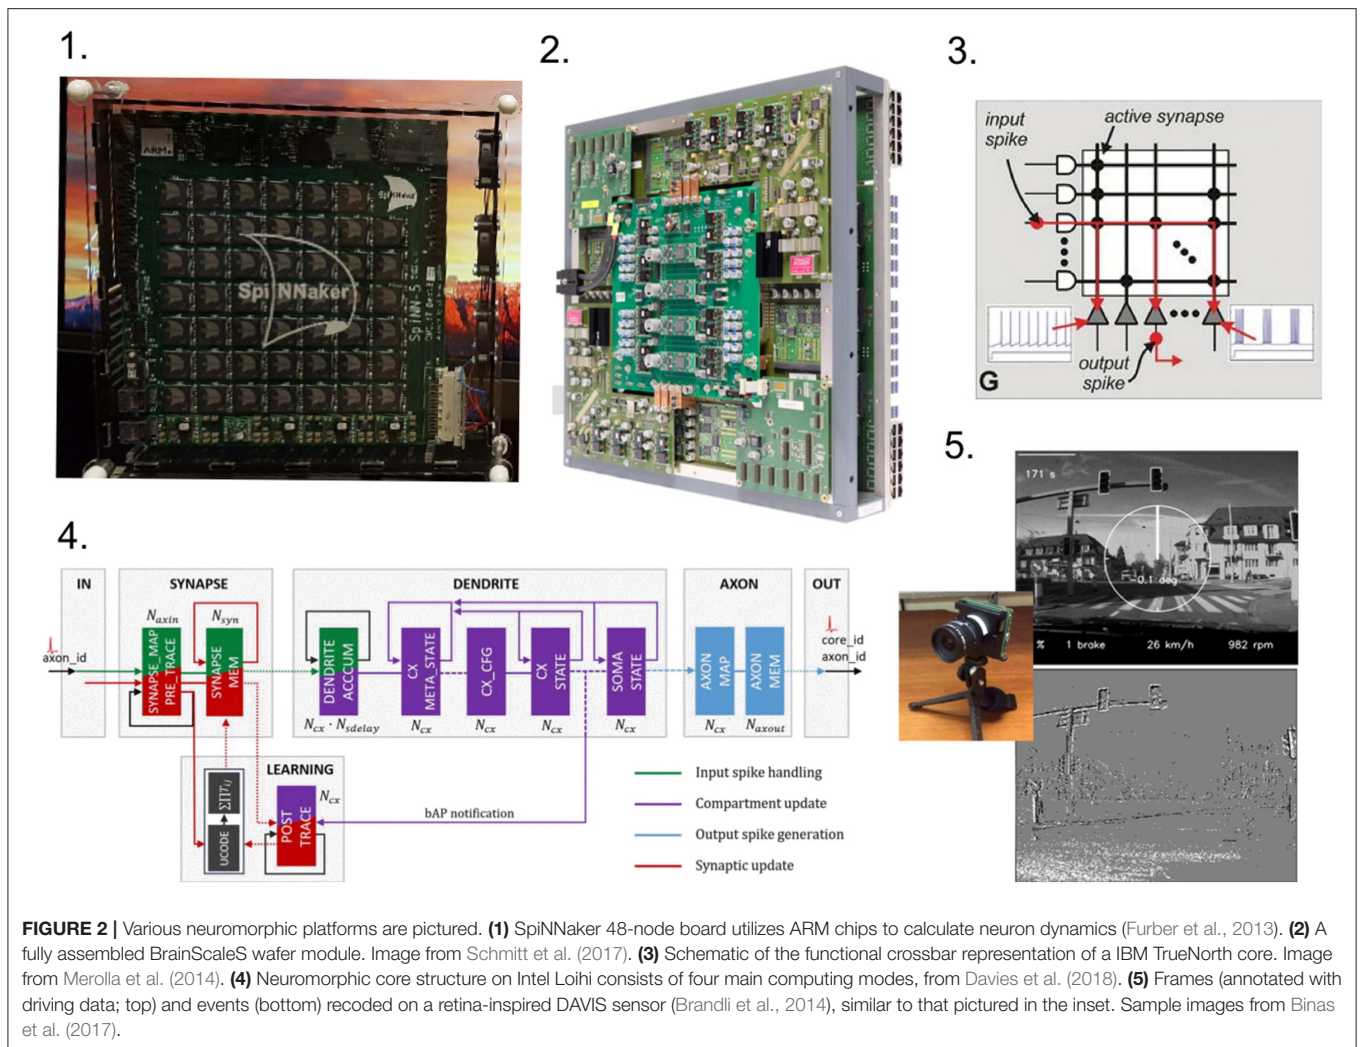 1.
ARM
SpiNNaker
SpiNN-5
2.
3.
input
spike
active synapse
output
spike
G
4.
IN
SYNAPSE
DENDRITE
AXON
OUT
N_axin
N_syn
axon_id
SYNAPSE_MAP
PRE_TRACE
SYNAPSE
MEM
DENDRITE
ACCCUM
CX
META_STATE
CX_CFG
CX
STATE
SOMA
STATE
AXON
MAP
AXON
MEM
core_id
axon_id
N_cx · N_sdelay
N_cx
N_cx
N_cx
N_cx
N_cx
N_axout
LEARNING
N_cx
ΣΠT_ij
UCODE
POST
TRACE
bAP notification
Input spike handling
Compartment update
Output spike generation
Synaptic update
5.
171 s
-0.1 deg
% 1 broke 26 km/h 982 rpm
FIGURE 2 | Various neuromorphic platforms are pictured. (1) SpiNNaker 48-node board utilizes ARM chips to calculate neuron dynamics (Furber et al., 2013). (2) A
fully assembled BrainScaleS wafer module. Image from Schmitt et al. (2017). (3) Schematic of the functional crossbar representation of a IBM TrueNorth core. Image
from Merolla et al. (2014). (4) Neuromorphic core structure on Intel Loihi consists of four main computing modes, from Davies et al. (2018). (5) Frames (annotated with
driving data; top) and events (bottom) recoded on a retina-inspired DAVIS sensor (Brandli et al., 2014), similar to that pictured in the inset. Sample images from Binas
et al. (2017).